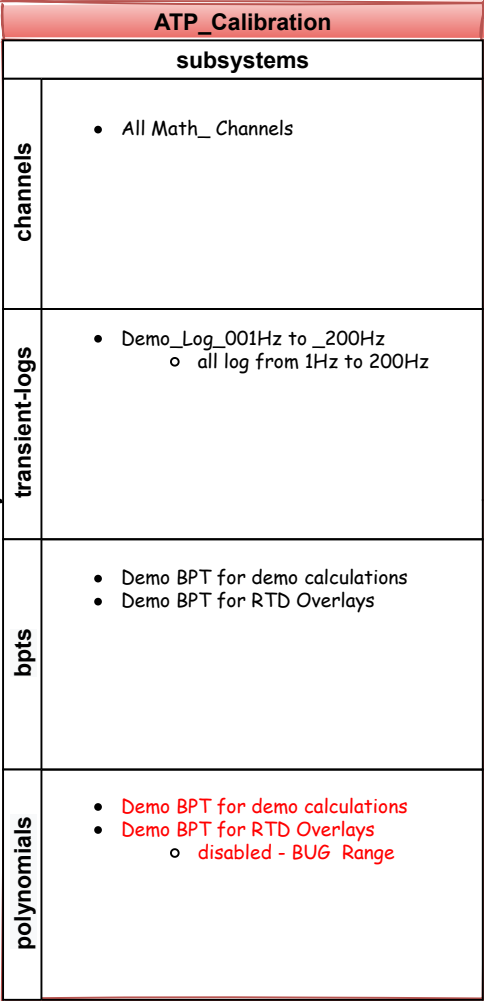 ATP_Calibration
subsystems
channels
All Math_ Channels
transient-logs
Demo_Log_001Hz to _200Hz
all log from 1Hz to 200Hz
bpts
Demo BPT for demo calculations
Demo BPT for RTD Overlays
polynomials
Demo BPT for demo calculations
Demo BPT for RTD Overlays
disabled - BUG  Range